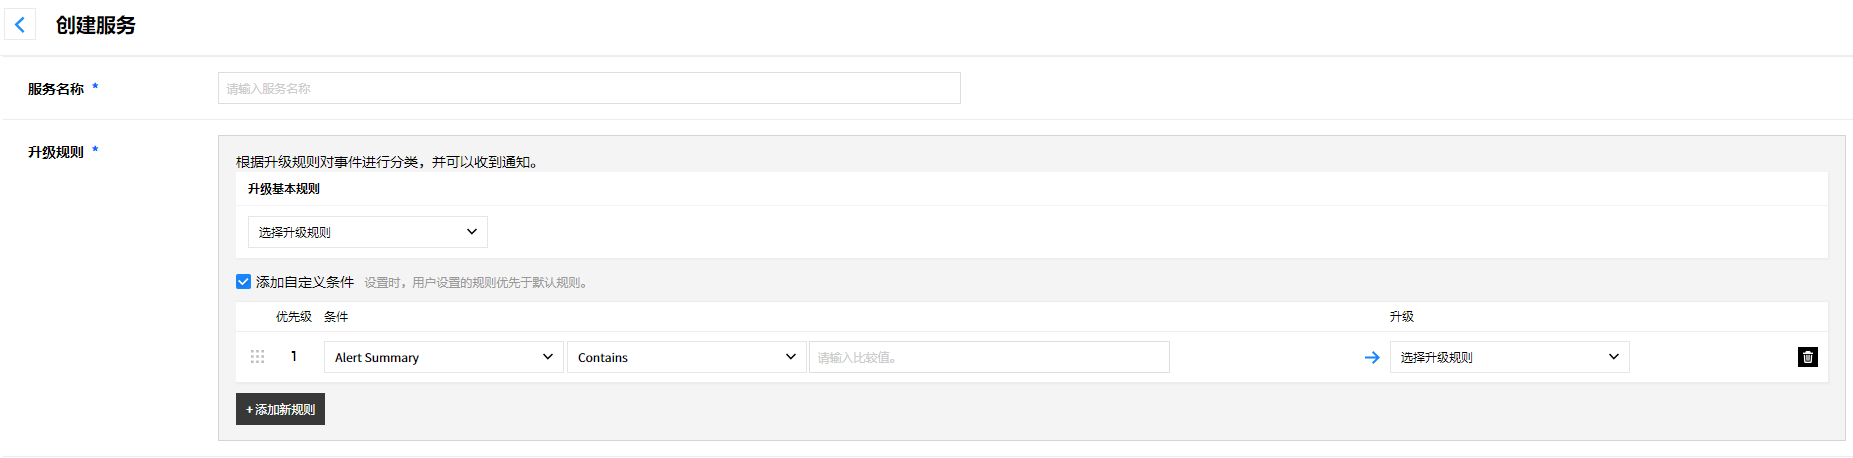 创建服务
服务名称 *
请输入服务名称
升级规则 *
根据升级规则对事件进行分类，并可以收到通知。
升级基本规则
选择升级规则
添加自定义条件 设置时，用户设置的规则优先于默认规则。
优先级 条件 升级
1 Alert Summary Contains 请输入比较值。 选择升级规则
+ 添加新规则